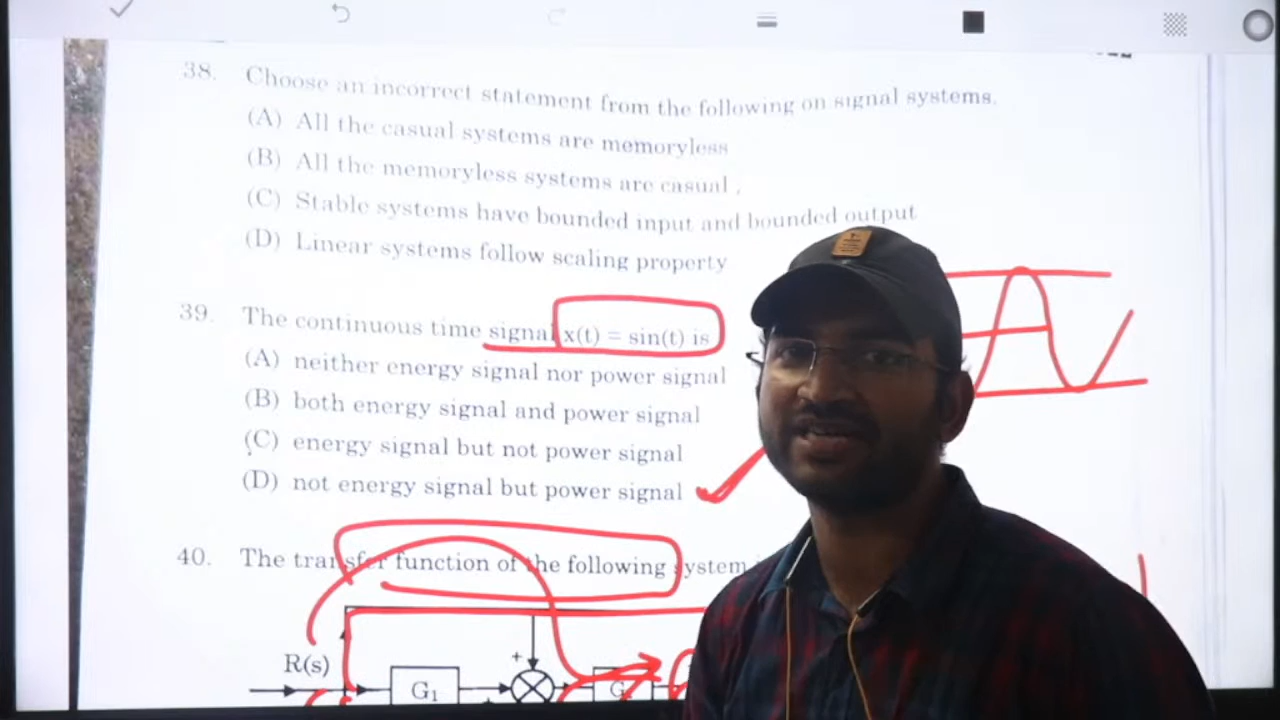 38. Choose an incorrect statement from the following on signal systems.
(A) All the casual systems are memoryless
(B) All the memoryless systems are casual .
(C) Stable systems have bounded input and bounded output
(D) Linear systems follow scaling property
39. The continuous time signal x(t) = sin(t) is
(A) neither energy signal nor power signal
(B) both energy signal and power signal
(C) energy signal but not power signal
(D) not energy signal but power signal
40. The transfer function of the following system
R(s)
G₁
+
G